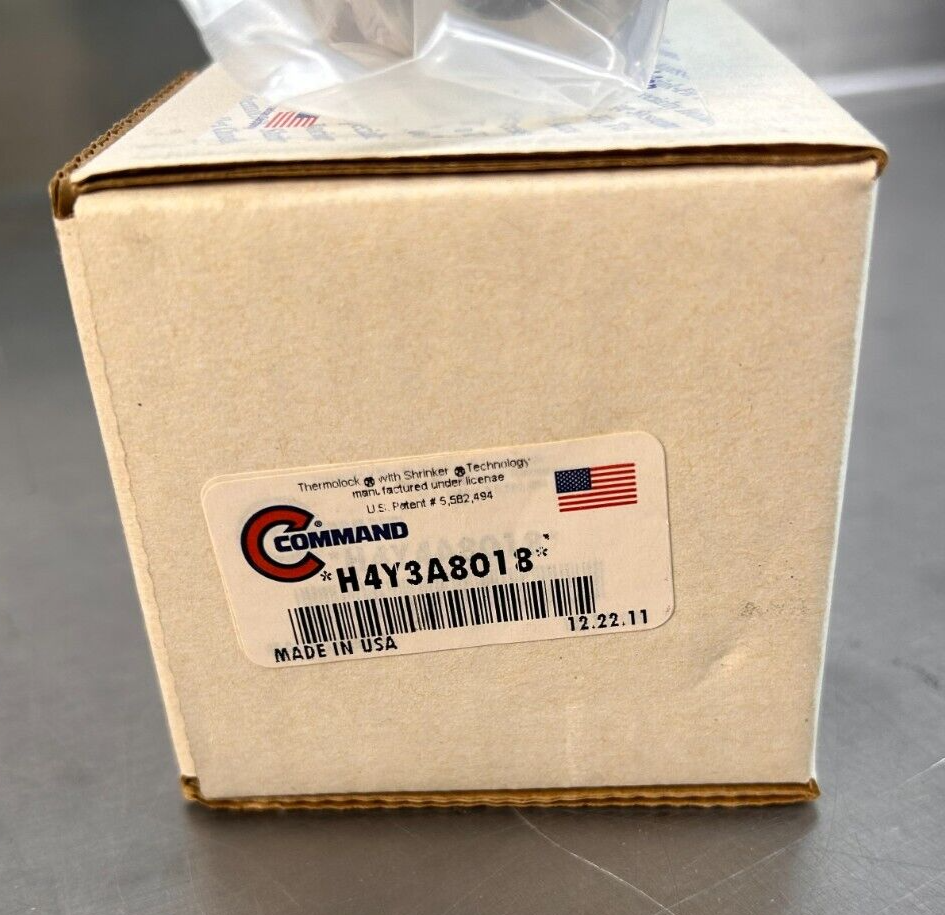 Thermolock ® with Shrinker ® Technology
manufactured under license
U.S. Patent # 5,582,494
COMMAND®
*H4Y3A8018*
12.22.11
MADE IN USA